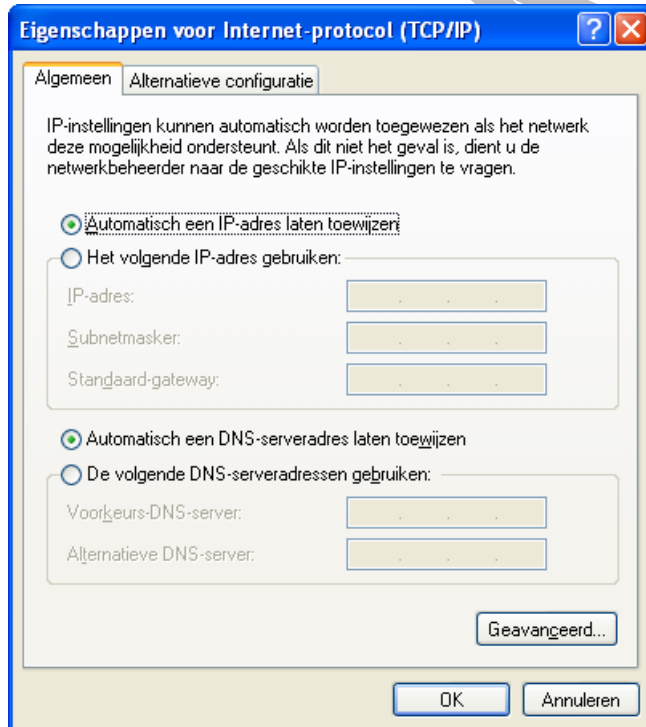 Eigenschappen voor Internet-protocol (TCP/IP)
Algemeen
Alternatieve configuratie
IP-instellingen kunnen automatisch worden toegewezen als het netwerk
deze mogelijkheid ondersteunt. Als dit niet het geval is, dient u de
netwerkbeheerder naar de geschikte IP-instellingen te vragen.
Automatisch een IP-adres laten toewijzen
Het volgende IP-adres gebruiken:
IP-adres:
Subnetmasker:
Standaard-gateway:
Automatisch een DNS-serveradres laten toewijzen
De volgende DNS-serveradressen gebruiken:
Voorkeurs-DNS-server:
Alternatieve DNS-server:
Geavanceerd...
OK
Annuleren